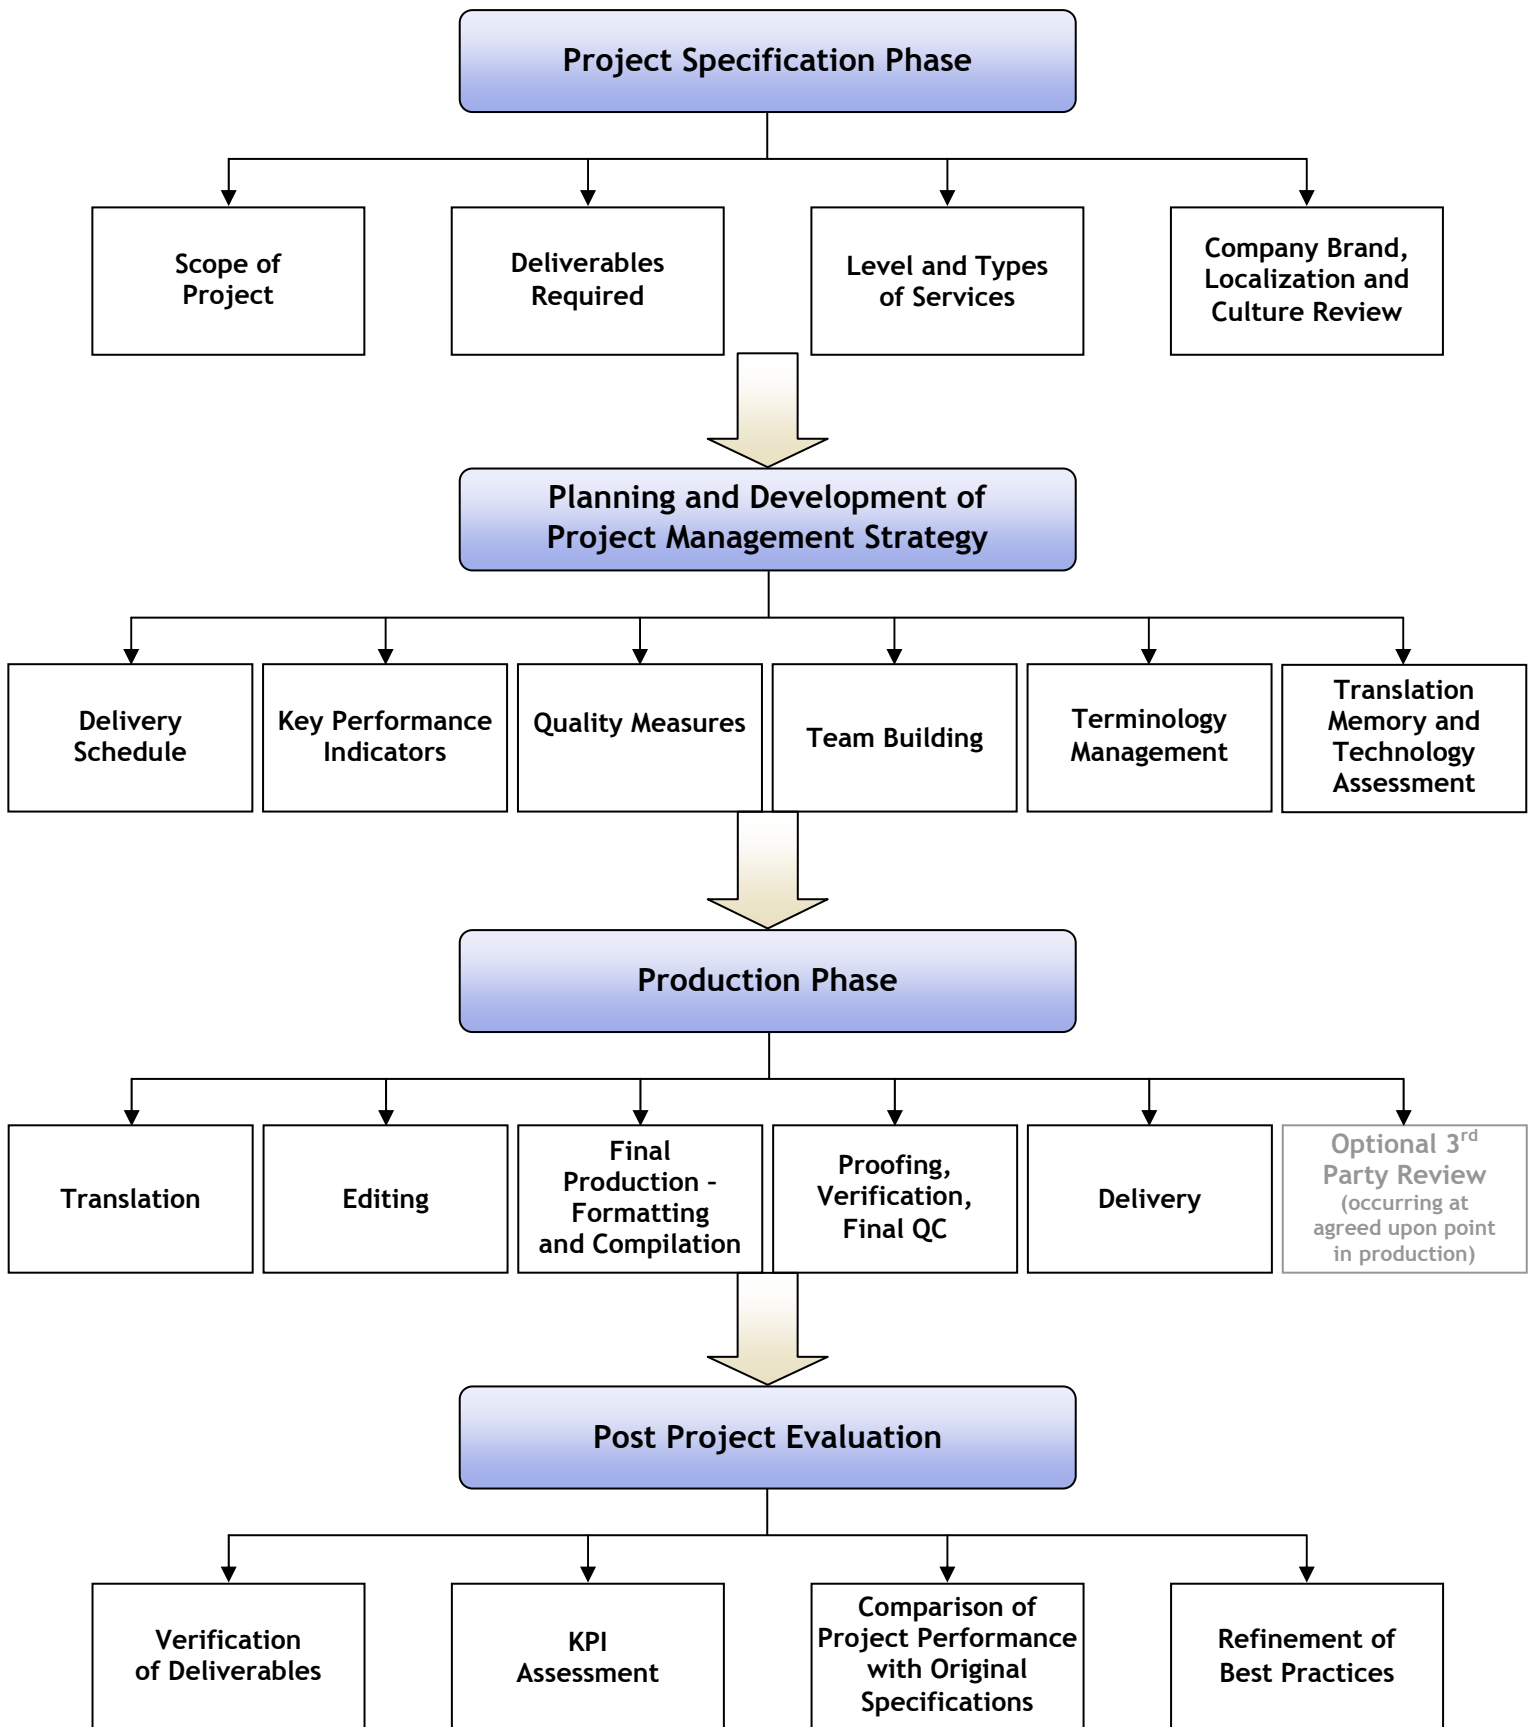 Project Specification Phase
Scope of
Project
Deliverables
Required
Level and Types
of Services
Company Brand,
Localization and
Culture Review
Planning and Development of
Project Management Strategy
Delivery
Schedule
Key Performance
Indicators
Quality Measures
Team Building
Terminology
Management
Translation
Memory and
Technology
Assessment
Production Phase
Translation
Editing
Final
Production –
Formatting
and Compilation
Proofing,
Verification,
Final QC
Delivery
Optional 3rd
Party Review
(occurring at
agreed upon point
in production)
Post Project Evaluation
Verification
of Deliverables
KPI
Assessment
Comparison of
Project Performance
with Original
Specifications
Refinement of
Best Practices